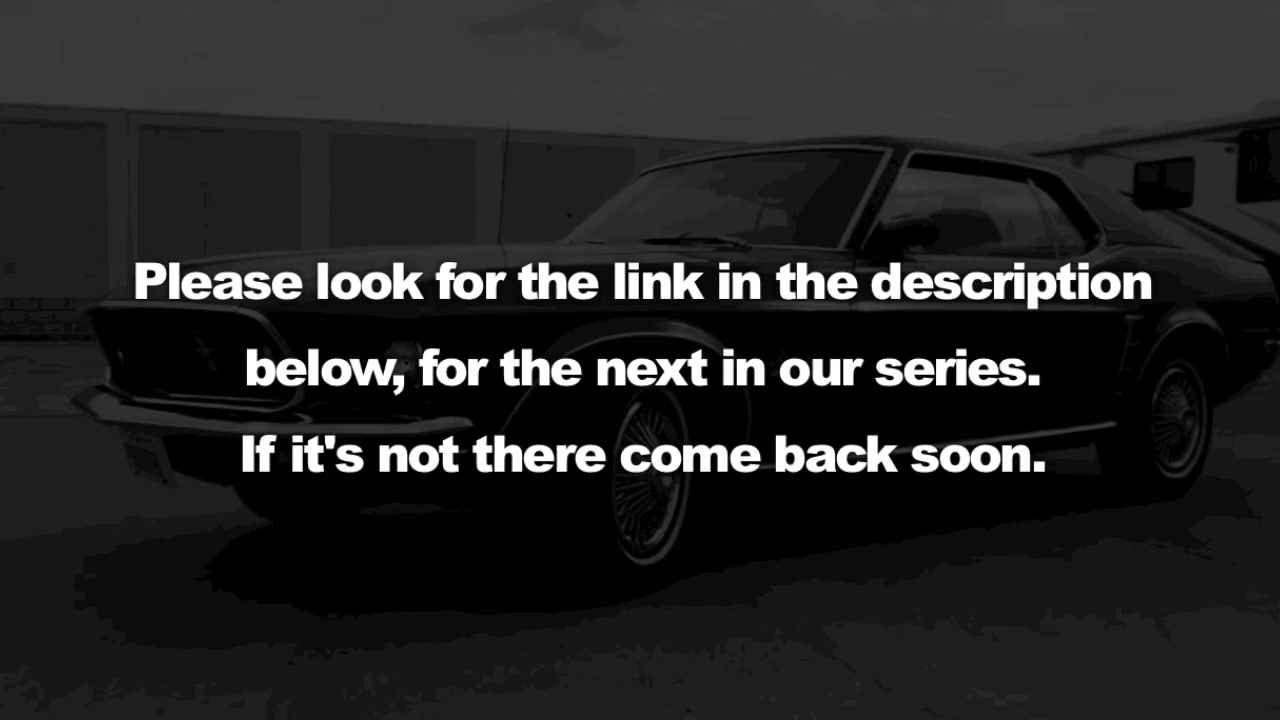 Please look for the link in the description
below, for the next in our series.
If it's not there come back soon.